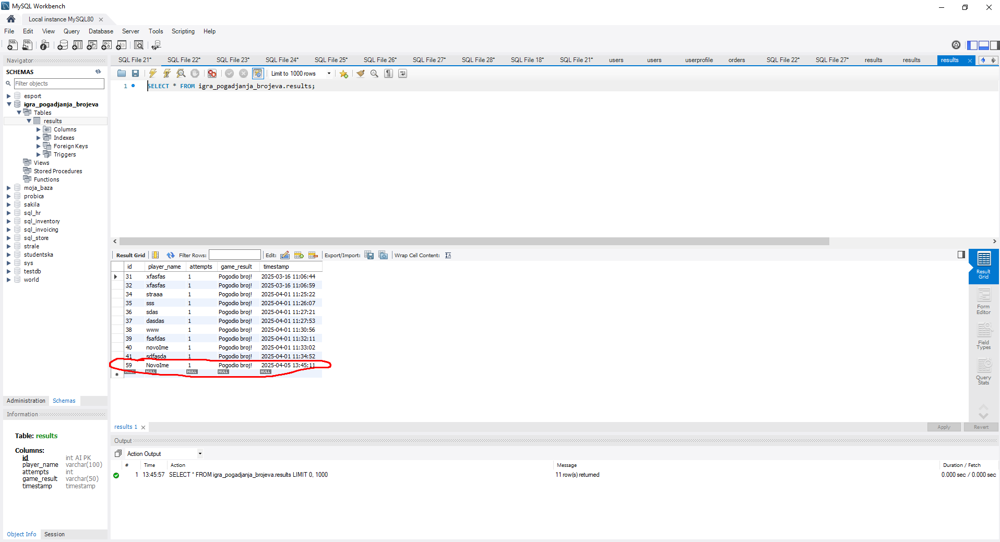 MySQL Workbench
Local instance MySQL80
File Edit View Query Database Server Tools Scripting Help
Navigator
SCHEMAS
Filter objects
esport
igra_pogadjanja_brojeva
Tables
results
Columns
Indexes
Foreign Keys
Triggers
Views
Stored Procedures
Functions
moja_baza
probica
sakila
sql_hr
sql_inventory
sql_invoicing
sql_store
strale
studentska
sys
testdb
world
Administration Schemas
Information
Table: results
Columns:
id int AI PK
player_name varchar(100)
attempts int
game_result varchar(50)
timestamp timestamp
Object Info Session
SQL File 21* SQL File 22* SQL File 23* SQL File 24* SQL File 25* SQL File 26* SQL File 27* SQL File 28* SQL File 18* SQL File 21* users users userprofile orders SQL File 22* SQL File 27* results results results
Limit to 1000 rows
1 SELECT * FROM igra_pogadjanja_brojeva.results;
Result Grid Filter Rows: Edit: Export/Import: Wrap Cell Content:
id player_name attempts game_result timestamp
31 xfasfas 1 Pogodio broj! 2025-03-16 11:06:44
32 xfasfas 1 Pogodio broj! 2025-03-16 11:06:59
34 straaa 1 Pogodio broj! 2025-04-01 11:25:22
35 sss 1 Pogodio broj! 2025-04-01 11:26:07
36 sdas 1 Pogodio broj! 2025-04-01 11:27:21
37 dasdas 1 Pogodio broj! 2025-04-01 11:27:53
38 www 1 Pogodio broj! 2025-04-01 11:30:56
39 fsafdas 1 Pogodio broj! 2025-04-01 11:32:11
40 novoIme 1 Pogodio broj! 2025-04-01 11:33:02
41 sdfasda 1 Pogodio broj! 2025-04-01 11:34:52
59 NovoIme 1 Pogodio broj! 2025-04-05 13:45:11
NULL NULL NULL NULL NULL
Result
Grid
Form
Editor
Field
Types
Query
Stats
results 1
Apply Revert
Output
Action Output
# Time Action Message Duration / Fetch
1 13:45:57 SELECT * FROM igra_pogadjanja_brojeva.results LIMIT 0, 1000 11 row(s) returned 0.000 sec / 0.000 sec